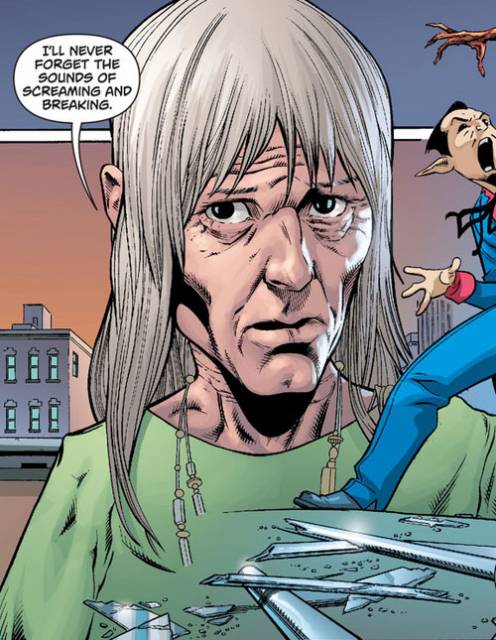 I'LL NEVER
FORGET THE
SOUNDS OF
SCREAMING AND
BREAKING.